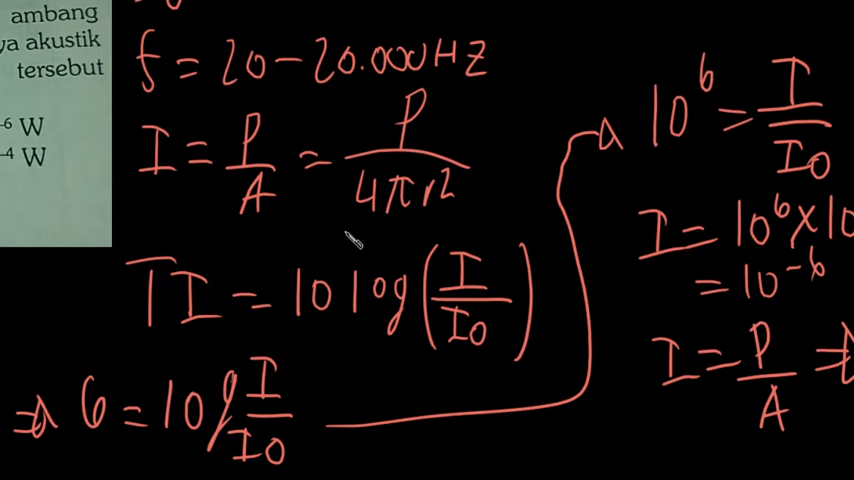 ambang
ya akustik
tersebut
-6 W
-4 W
f = 20 - 20.000 HZ
I = P/A = P/4πr²
TI = 10 log (I/I0)
⇒ 6 = log I/I0
→ 10^6 = I/I0
I = 10^6 × 10
= 10^-6
I = P/A ⇒